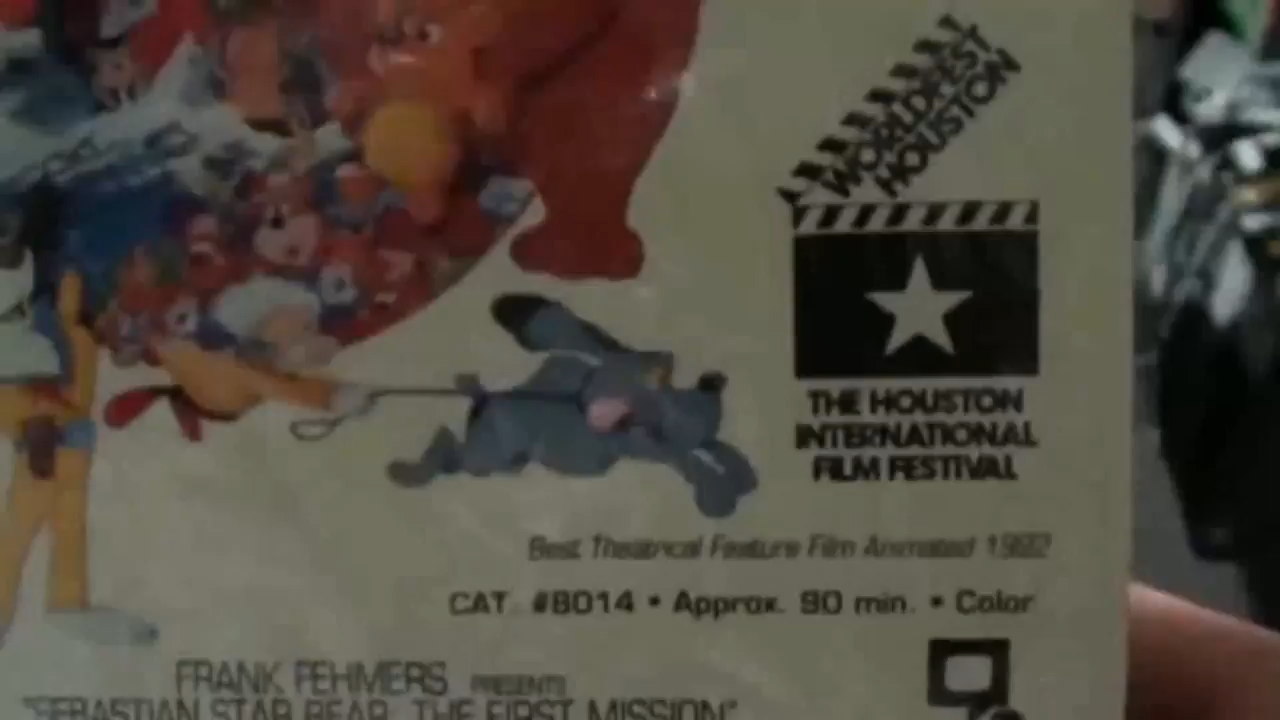 WORLDFEST
HOUSTON
THE HOUSTON
INTERNATIONAL
FILM FESTIVAL
Best Theatrical Feature Film Animated 1992
CAT. #8014 • Approx. 90 min. • Color
FRANK FEHMERS PRESENTS
"SEBASTIAN STAR BEAR THE FIRST MISSION"